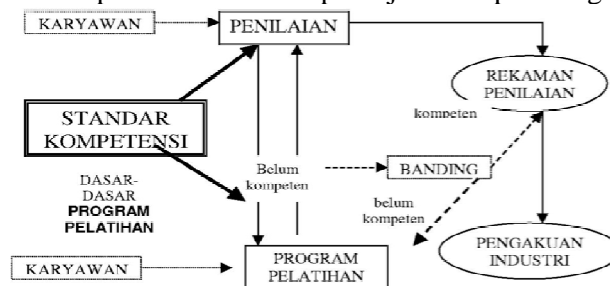 KARYAWAN
PENILAIAN
REKAMAN
PENILAIAN
kompeten
STANDAR
KOMPETENSI
Belum
kompeten
BANDING
DASAR-
DASAR
PROGRAM
PELATIHAN
belum
kompeten
PENGAKUAN
INDUSTRI
PROGRAM
PELATIHAN
KARYAWAN